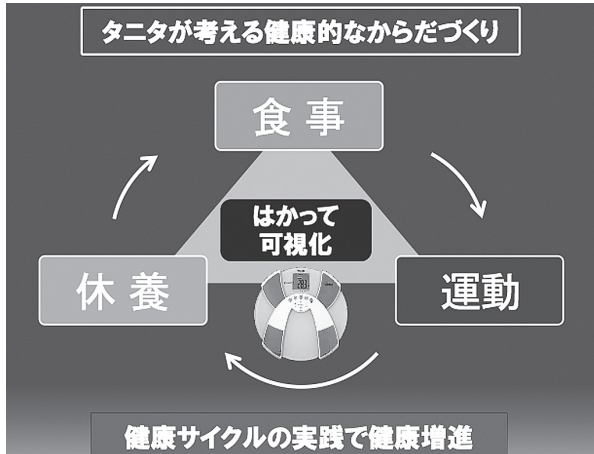 タニタが考える健康的なからだづくり
食事
はかって
可視化
休養
運動
健康サイクルの実践で健康増進